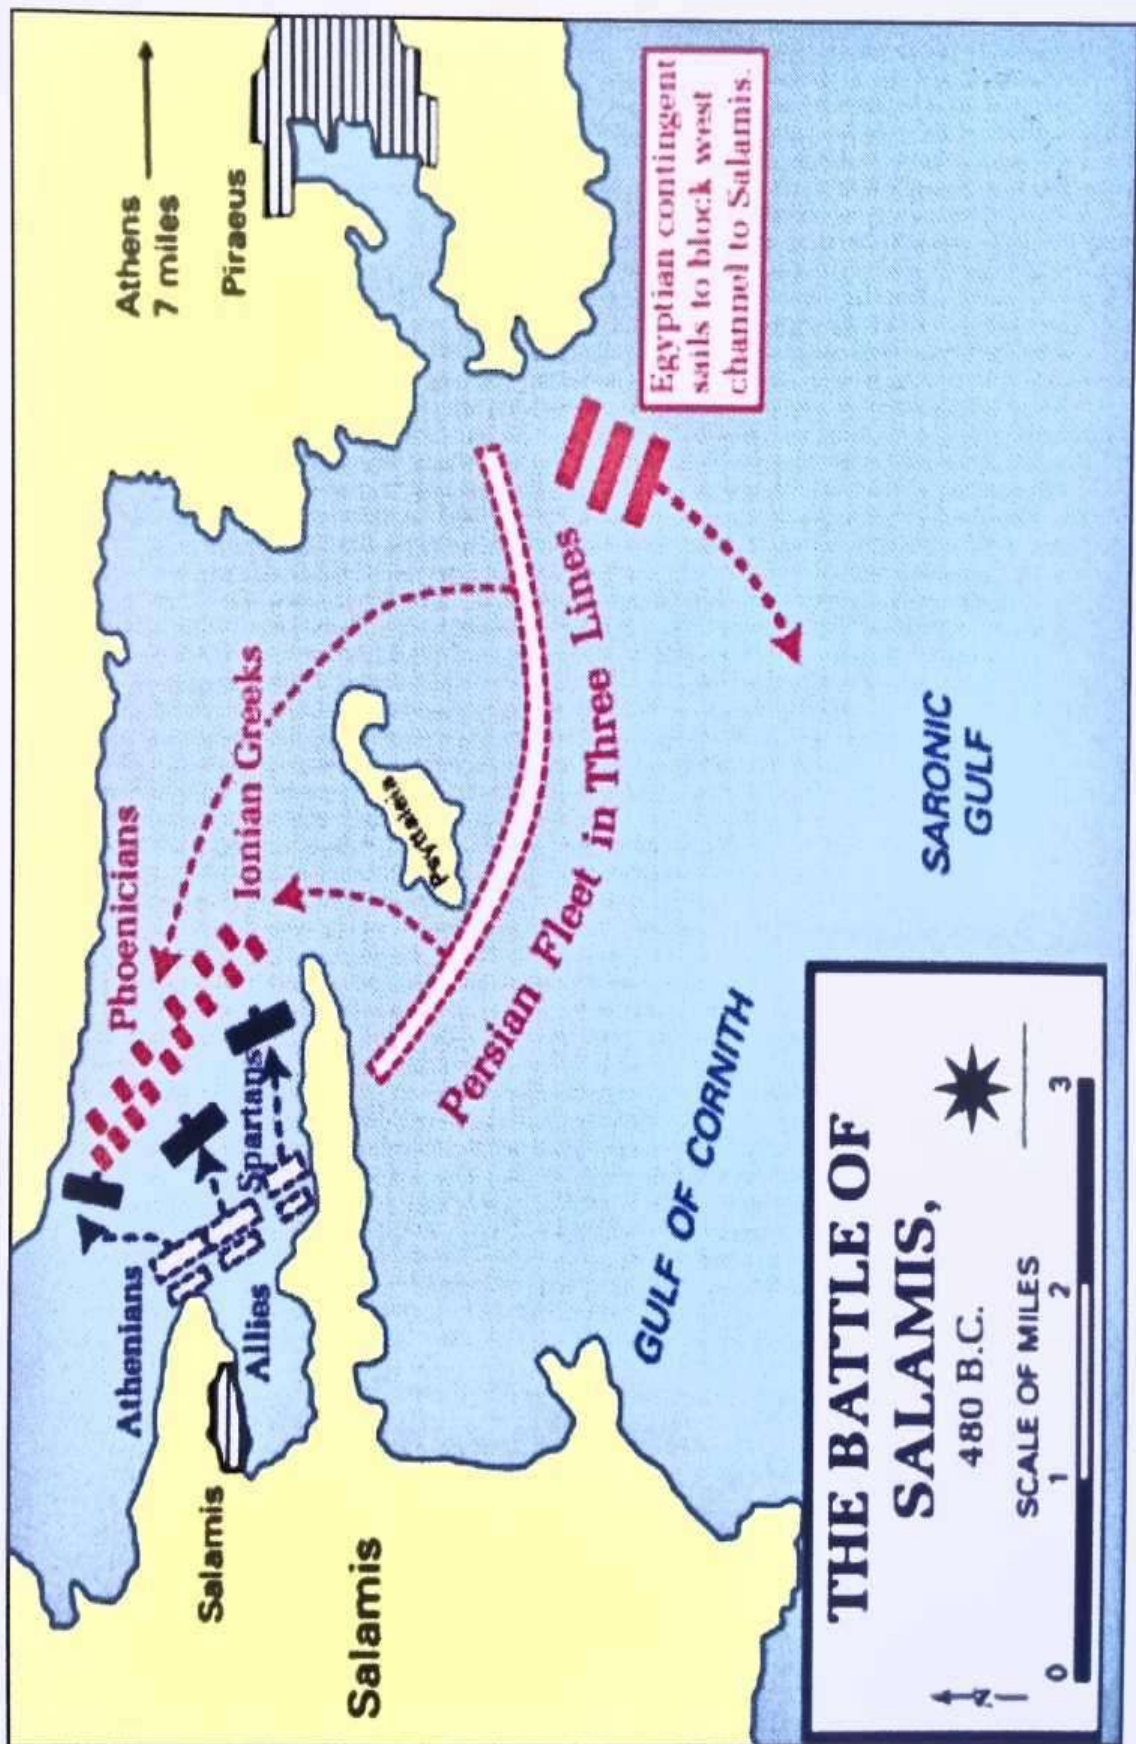 Athens
7 miles
Piraeus
Egyptian contingent
sails to block west
channel to Salamis.
Phoenicians
Ionian Greeks
Psyttaleia
Persian Fleet in Three Lines
Athenians
Allies
Spartans
Salamis
Salamis
SARONIC
GULF
GULF OF CORNITH
THE BATTLE OF
SALAMIS,
480 B.C.
N
SCALE OF MILES
0 1 2 3